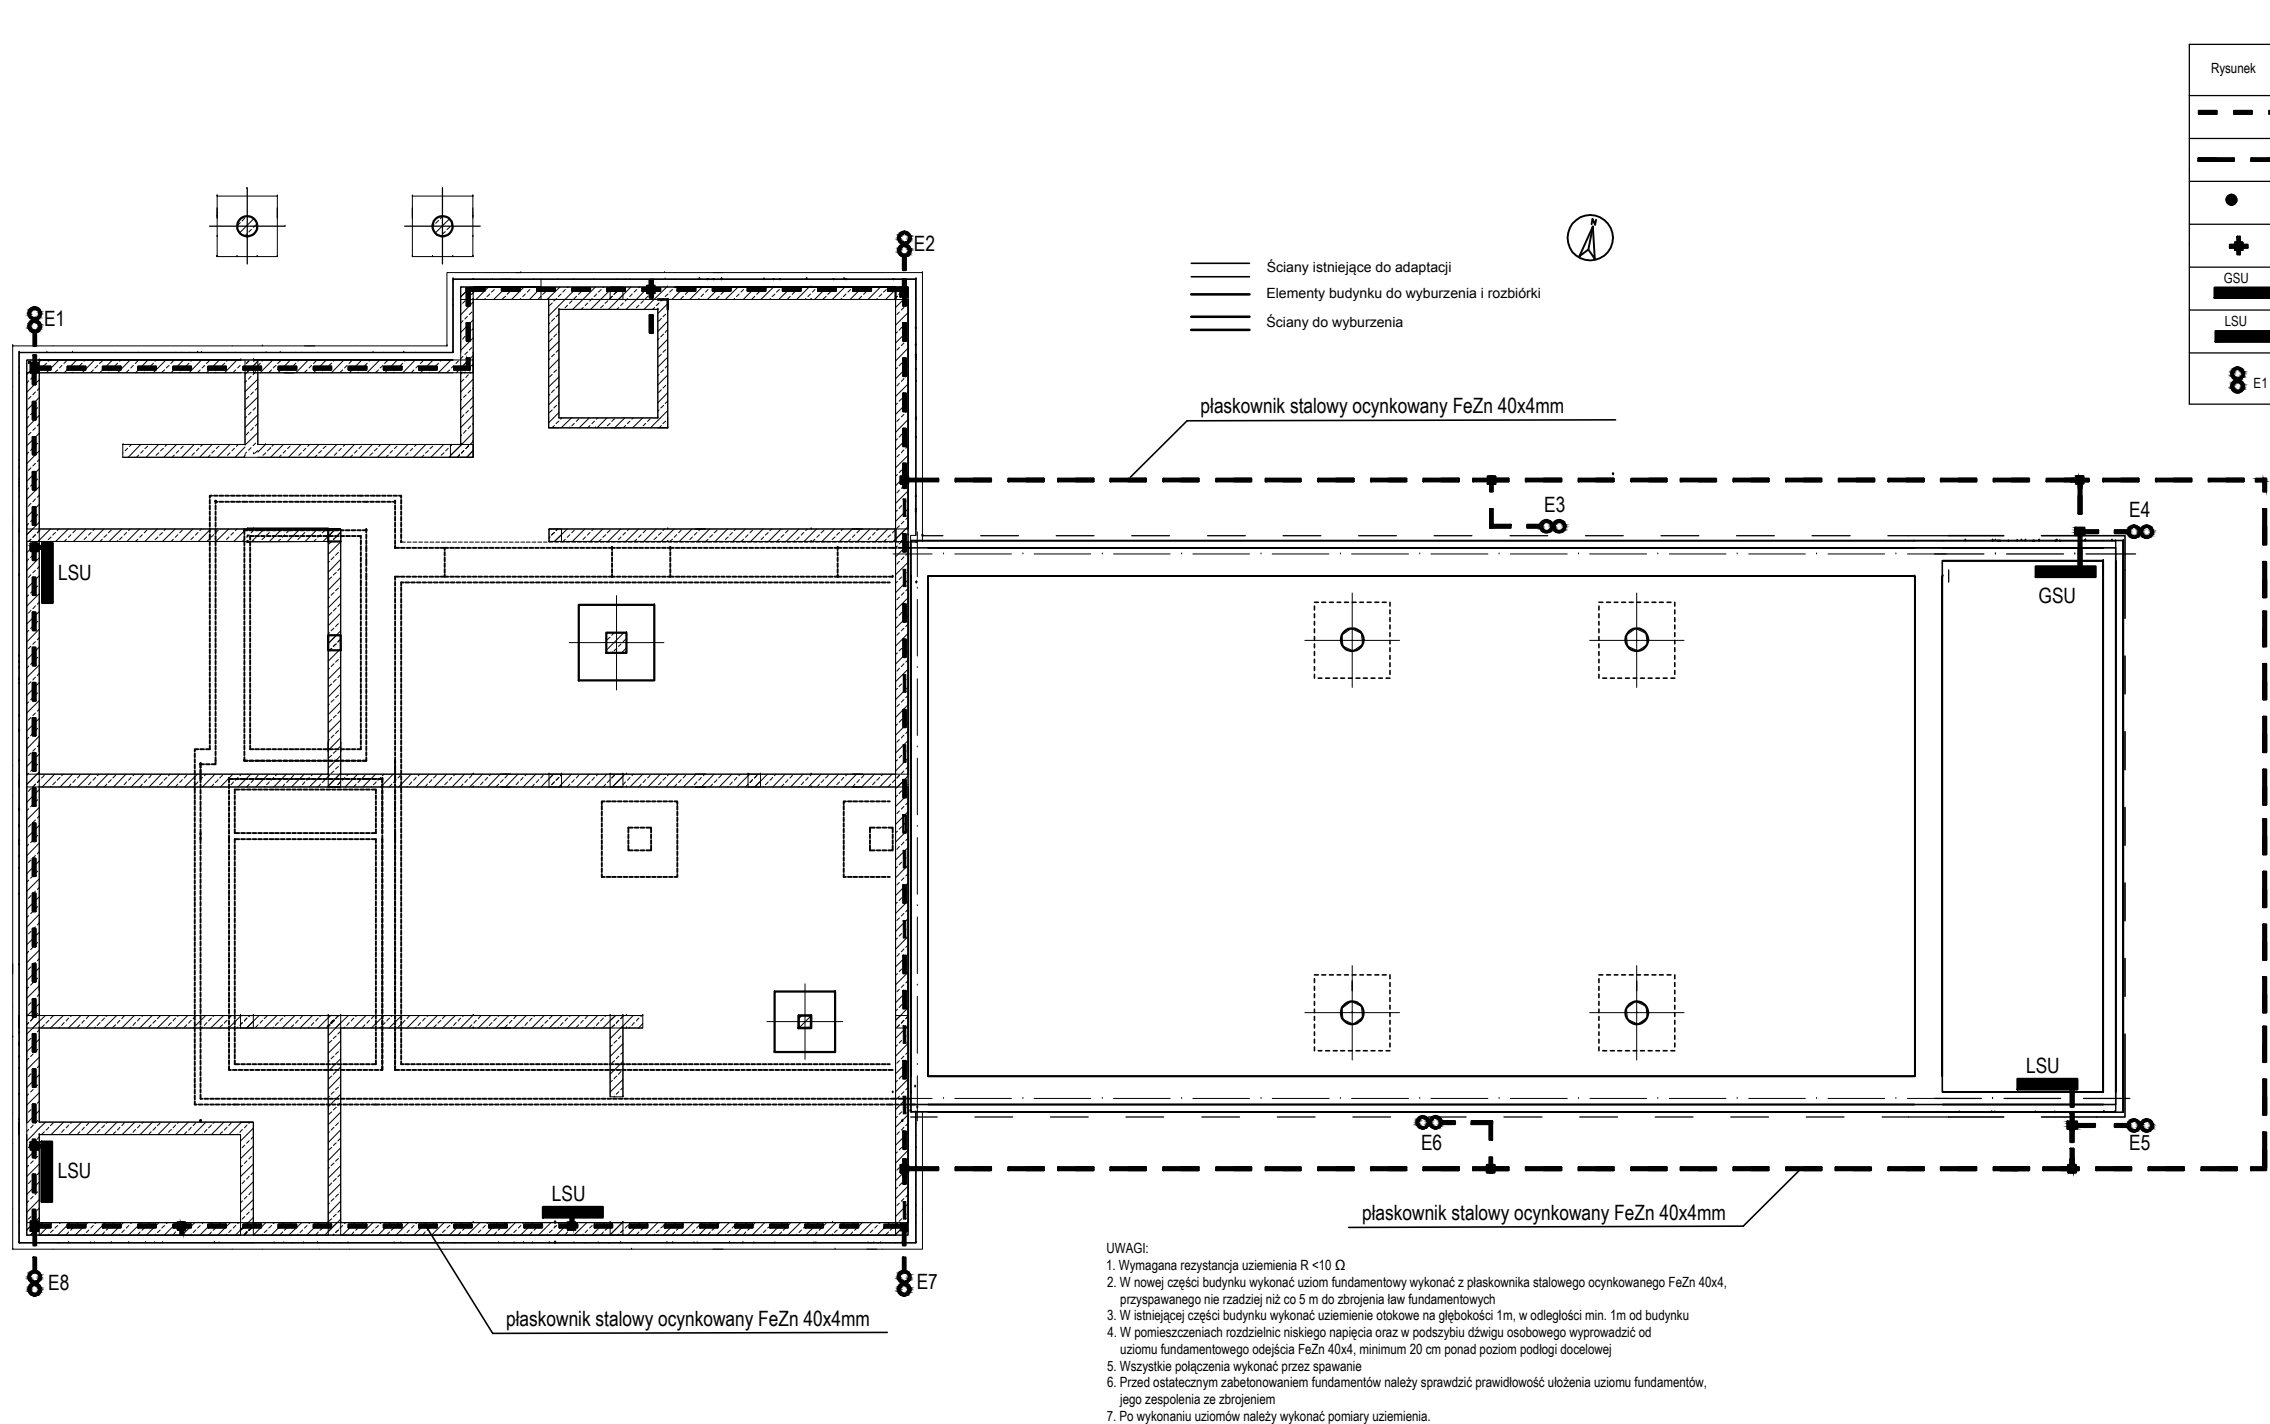 Rysunek
GSU
LSU
E1
E2
E1
N
Ściany istniejące do adaptacji
Elementy budynku do wyburzenia i rozbiórki
Ściany do wyburzenia
płaskownik stalowy ocynkowany FeZn 40x4mm
E3
E4
LSU
GSU
LSU
E6
E5
LSU
LSU
płaskownik stalowy ocynkowany FeZn 40x4mm
E8
E7
płaskownik stalowy ocynkowany FeZn 40x4mm
UWAGI:
1. Wymagana rezystancja uziemienia R <10 Ω
2. W nowej części budynku wykonać uziom fundamentowy wykonać z płaskownika stalowego ocynkowanego FeZn 40x4,
przyspawanego nie rzadziej niż co 5 m do zbrojenia ław fundamentowych
3. W istniejącej części budynku wykonać uziemienie otokowe na głębokości 1m, w odległości min. 1m od budynku
4. W pomieszczeniach rozdzielnic niskiego napięcia oraz w podszybiu dźwigu osobowego wyprowadzić od
uziomu fundamentowego odejścia FeZn 40x4, minimum 20 cm ponad poziom podłogi docelowej
5. Wszystkie połączenia wykonać przez spawanie
6. Przed ostatecznym zabetonowaniem fundamentów należy sprawdzić prawidłowość ułożenia uziomu fundamentów,
jego zespolenia ze zbrojeniem
7. Po wykonaniu uziomów należy wykonać pomiary uziemienia.